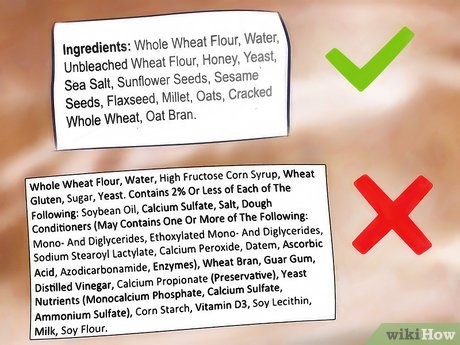 Ingredients: Whole Wheat Flour, Water,
Unbleached Wheat Flour, Honey, Yeast,
Sea Salt, Sunflower Seeds, Sesame
Seeds, Flaxseed, Millet, Oats, Cracked
Whole Wheat, Oat Bran.
Whole Wheat Flour, Water, High Fructose Corn Syrup, Wheat
Gluten, Sugar, Yeast. Contains 2% Or Less of Each of The
Following: Soybean Oil, Calcium Sulfate, Salt, Dough
Conditioners (May Contains One Or More of The Following:
Mono- And Diglycerides, Ethoxylated Mono- And Diglycerides,
Sodium Stearoyl Lactylate, Calcium Peroxide, Datem, Ascorbic
Acid, Azodicarbonamide, Enzymes), Wheat Bran, Guar Gum,
Distilled Vinegar, Calcium Propionate (Preservative), Yeast
Nutrients (Monocalcium Phosphate, Calcium Sulfate,
Ammonium Sulfate), Corn Starch, Vitamin D3, Soy Lecithin,
Milk, Soy Flour.
wikiHow